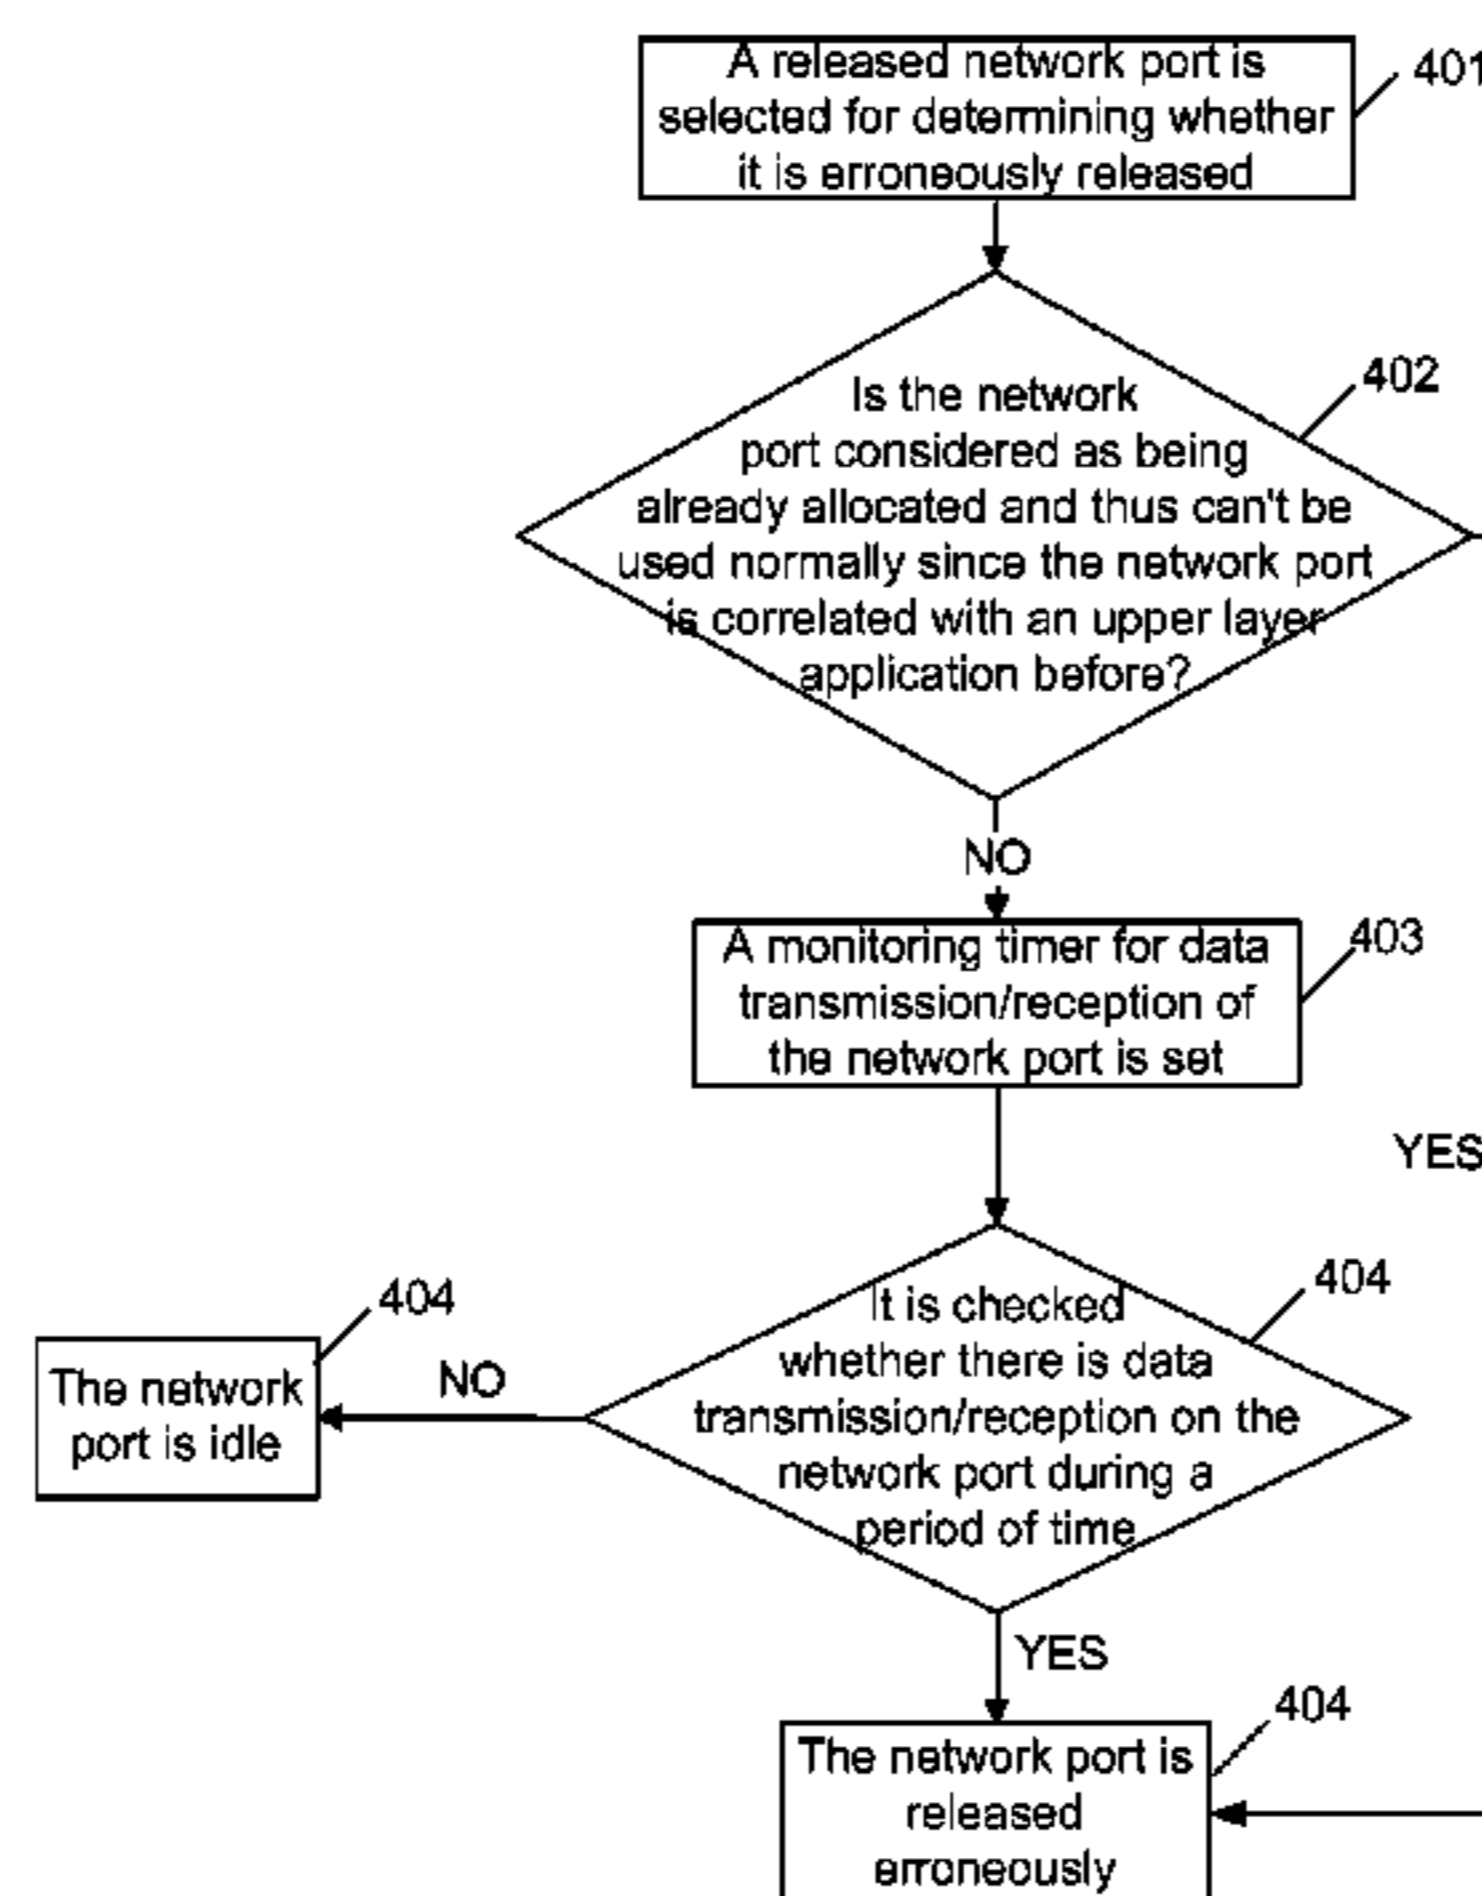 A released network port is
selected for determining whether
it is erroneously released
401
Is the network
port considered as being
already allocated and thus can't be
used normally since the network port
is correlated with an upper layer
application before?
402
NO
A monitoring timer for data
transmission/reception of
the network port is set
403
YES
It is checked
whether there is data
transmission/reception on the
network port during a
period of time
404
NO
The network
port is idle
404
YES
The network port is
released
erroneously
404